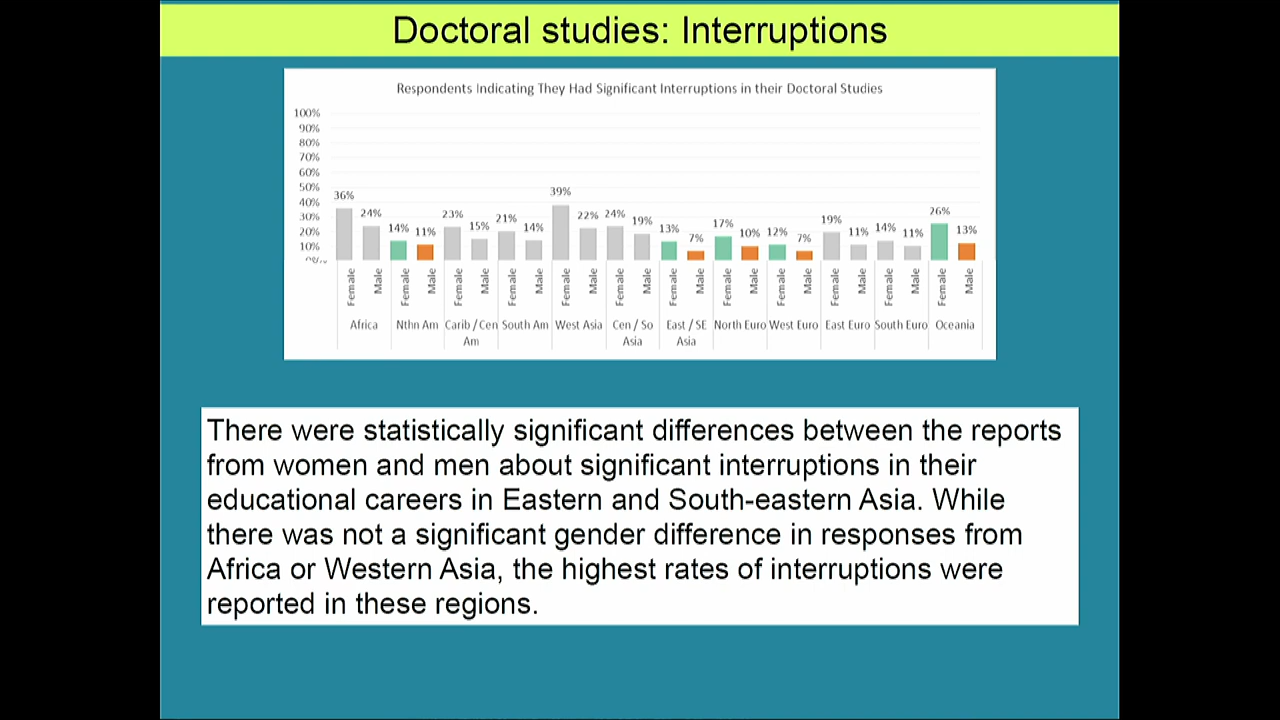 Doctoral studies: Interruptions
Respondents Indicating They Had Significant Interruptions in their Doctoral Studies
100%
90%
80%
70%
60%
50%
40%
30%
20%
10%
36% 24% 14% 11% 23% 15% 21% 14% 39% 22% 24% 19% 13% 7% 17% 10% 12% 7% 19% 11% 14% 11% 26% 13%
Female Male Female Male Female Male Female Male Female Male Female Male Female Male Female Male Female Male Female Male Female Male Female Male
Africa Nthn Am Carib / Cen South Am West Asia Cen / So East / SE North Euro West Euro East Euro South Euro Oceania
Am Asia Asia
There were statistically significant differences between the reports
from women and men about significant interruptions in their
educational careers in Eastern and South-eastern Asia. While
there was not a significant gender difference in responses from
Africa or Western Asia, the highest rates of interruptions were
reported in these regions.